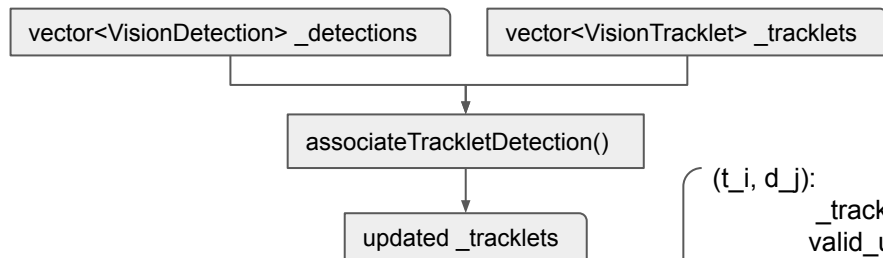 vector<VisionDetection> _detections
vector<VisionTracklet> _tracklets
associateTrackletDetection()
(t_i, d_j):
updated _tracklets